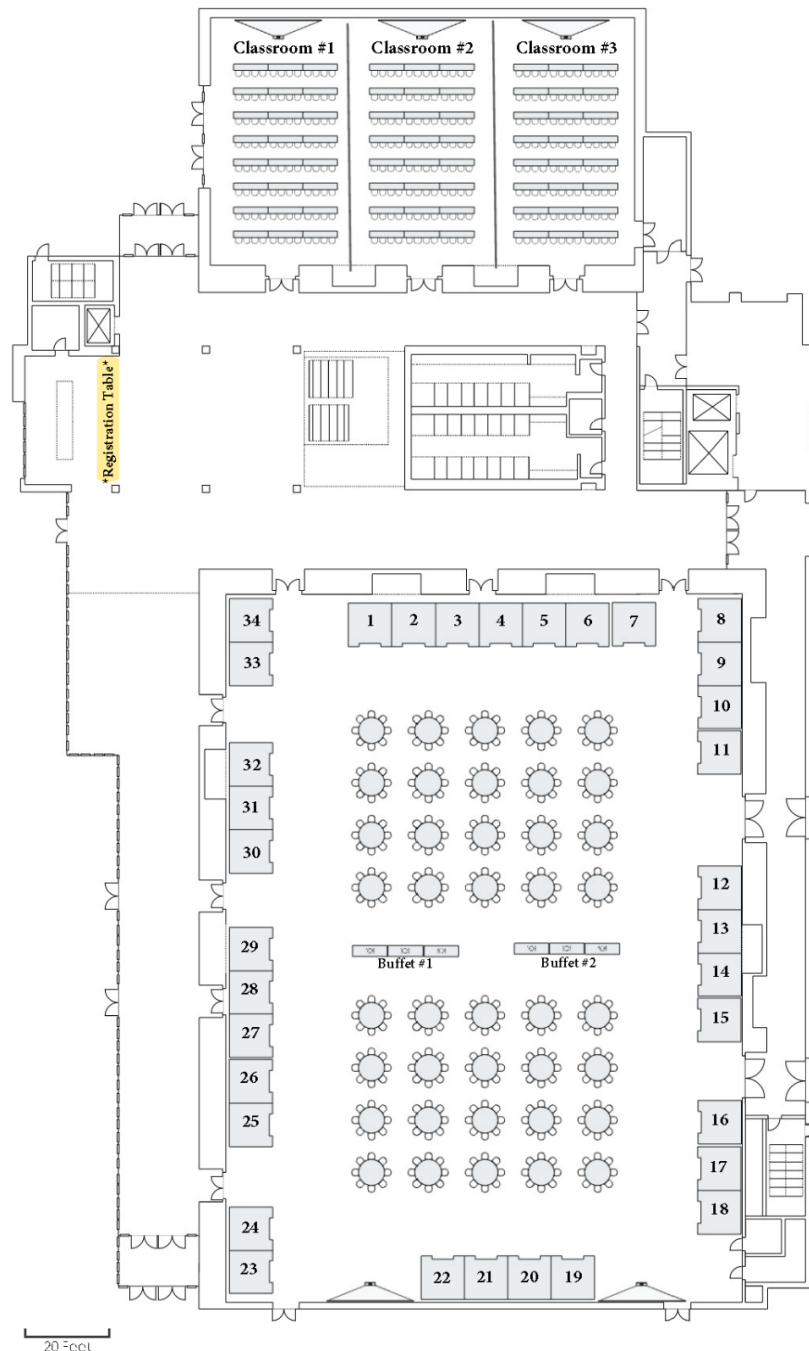 Classroom #1 Classroom #2 Classroom #3
*Registration Table*
34 1 2 3 4 5 6 7 8
33 9
10
32 11
31
30
12
29 13
Buffet #1 Buffet #2
28 14
27 15
26
25 16
17
24 18
23 22 21 20 19
20 Feet